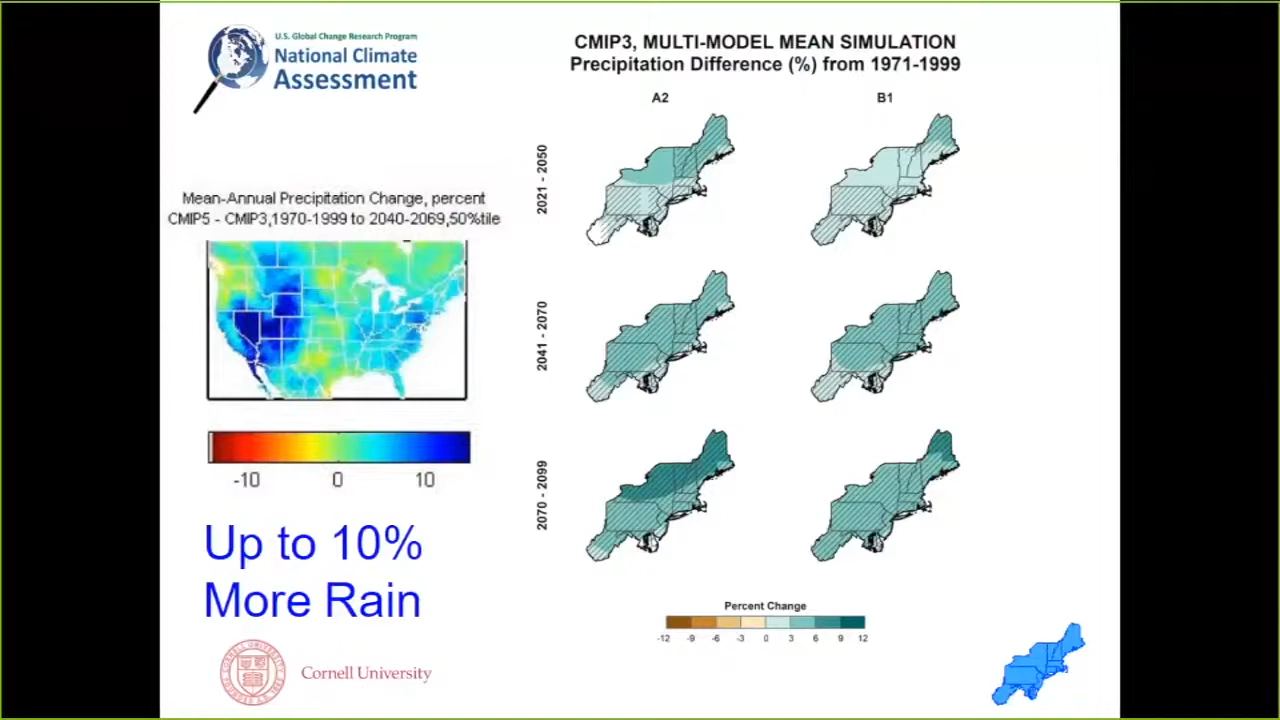 U.S. Global Change Research Program
National Climate
Assessment
CMIP3, MULTI-MODEL MEAN SIMULATION
Precipitation Difference (%) from 1971-1999
A2
B1
2021 - 2050
Mean-Annual Precipitation Change, percent
CMIP5 - CMIP3,1970-1999 to 2040-2069,50%tile
2041 - 2070
-10
0
10
2070 - 2099
Up to 10%
More Rain
Percent Change
-12 -9 -6 -3 0 3 6 9 12
Cornell University